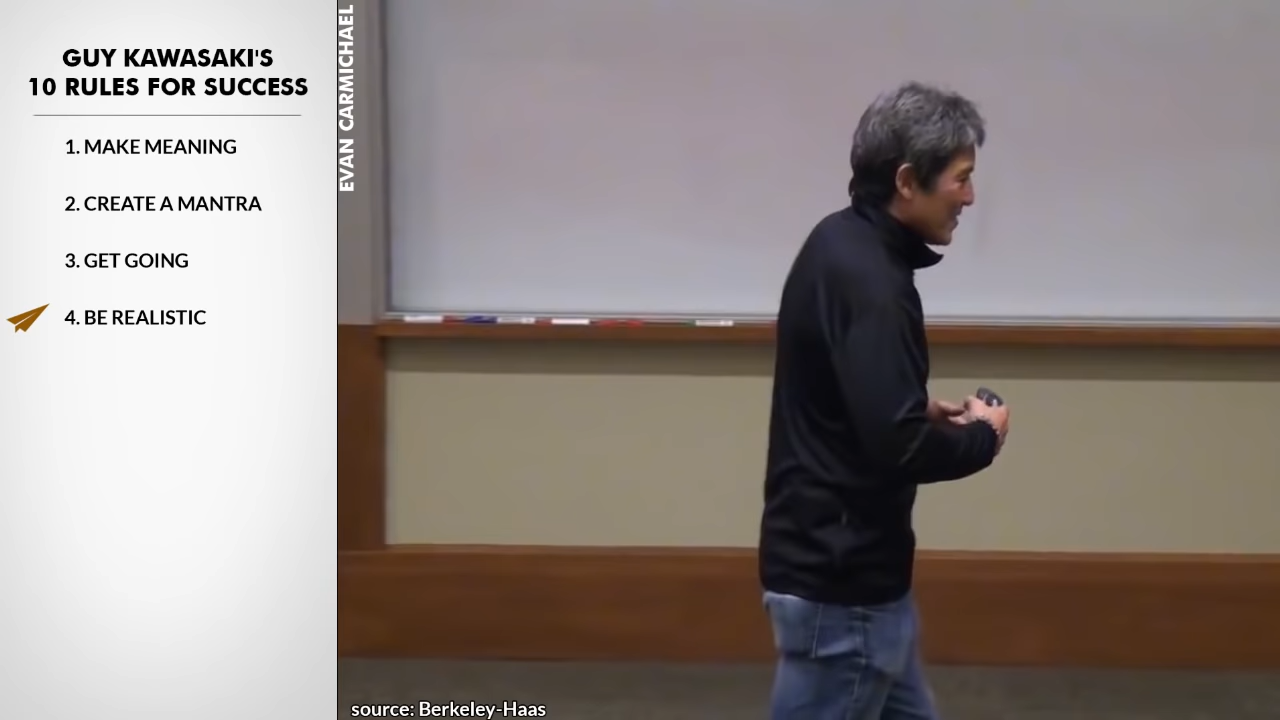 GUY KAWASAKI'S
10 RULES FOR SUCCESS
1. MAKE MEANING
2. CREATE A MANTRA
3. GET GOING
4. BE REALISTIC
EVAN CARMICHAEL
source: Berkeley-Haas